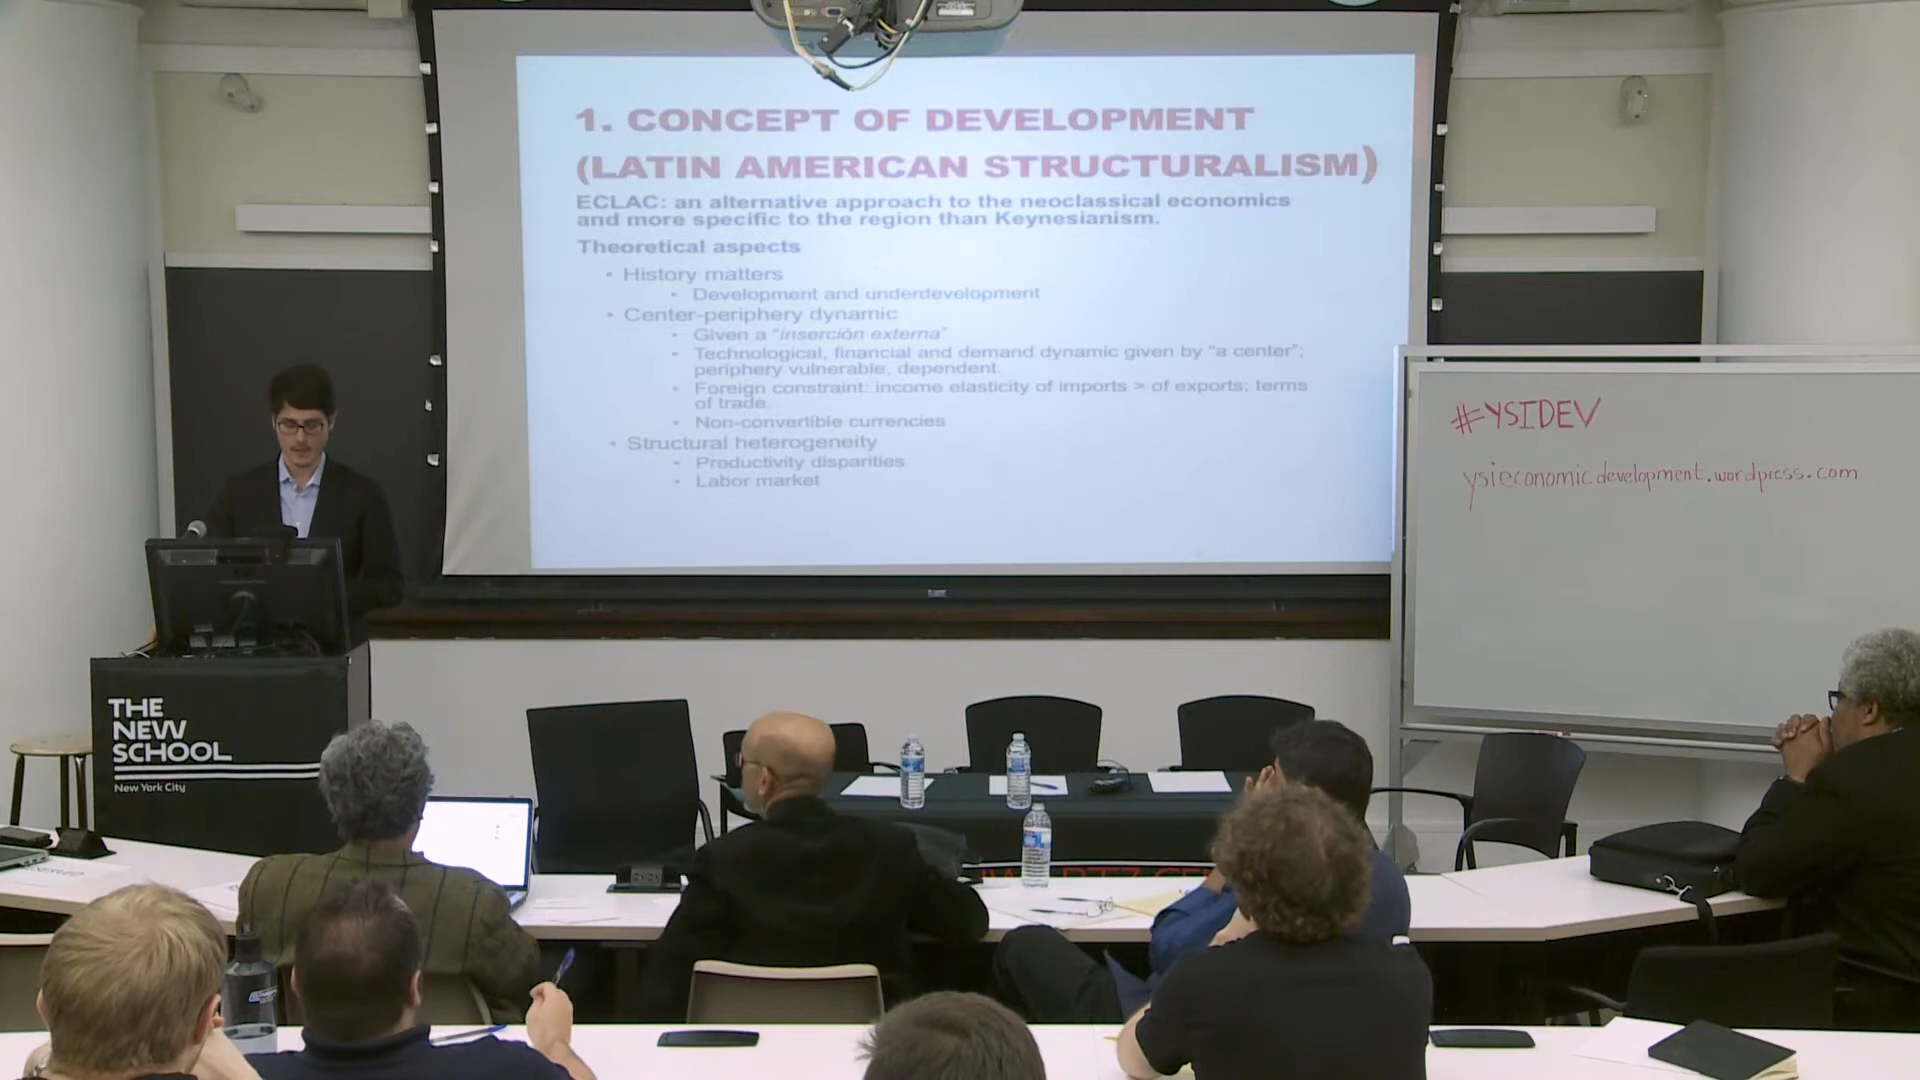 1. CONCEPT OF DEVELOPMENT
(LATIN AMERICAN STRUCTURALISM)
ECLAC: an alternative approach to the neoclassical economics
and more specific to the region than Keynesianism.
Theoretical aspects
• History matters
• Development and underdevelopment
• Center-periphery dynamic
• Given a “inserción externa”
• Technological, financial and demand dynamic given by “a center”;
periphery vulnerable, dependent.
• Foreign constraint: income elasticity of imports > of exports; terms
of trade.
• Non-convertible currencies
• Structural heterogeneity
• Productivity disparities
• Labor market
#YSIDEV
ysieconomicdevelopment.wordpress.com
THE
NEW
SCHOOL
New York City